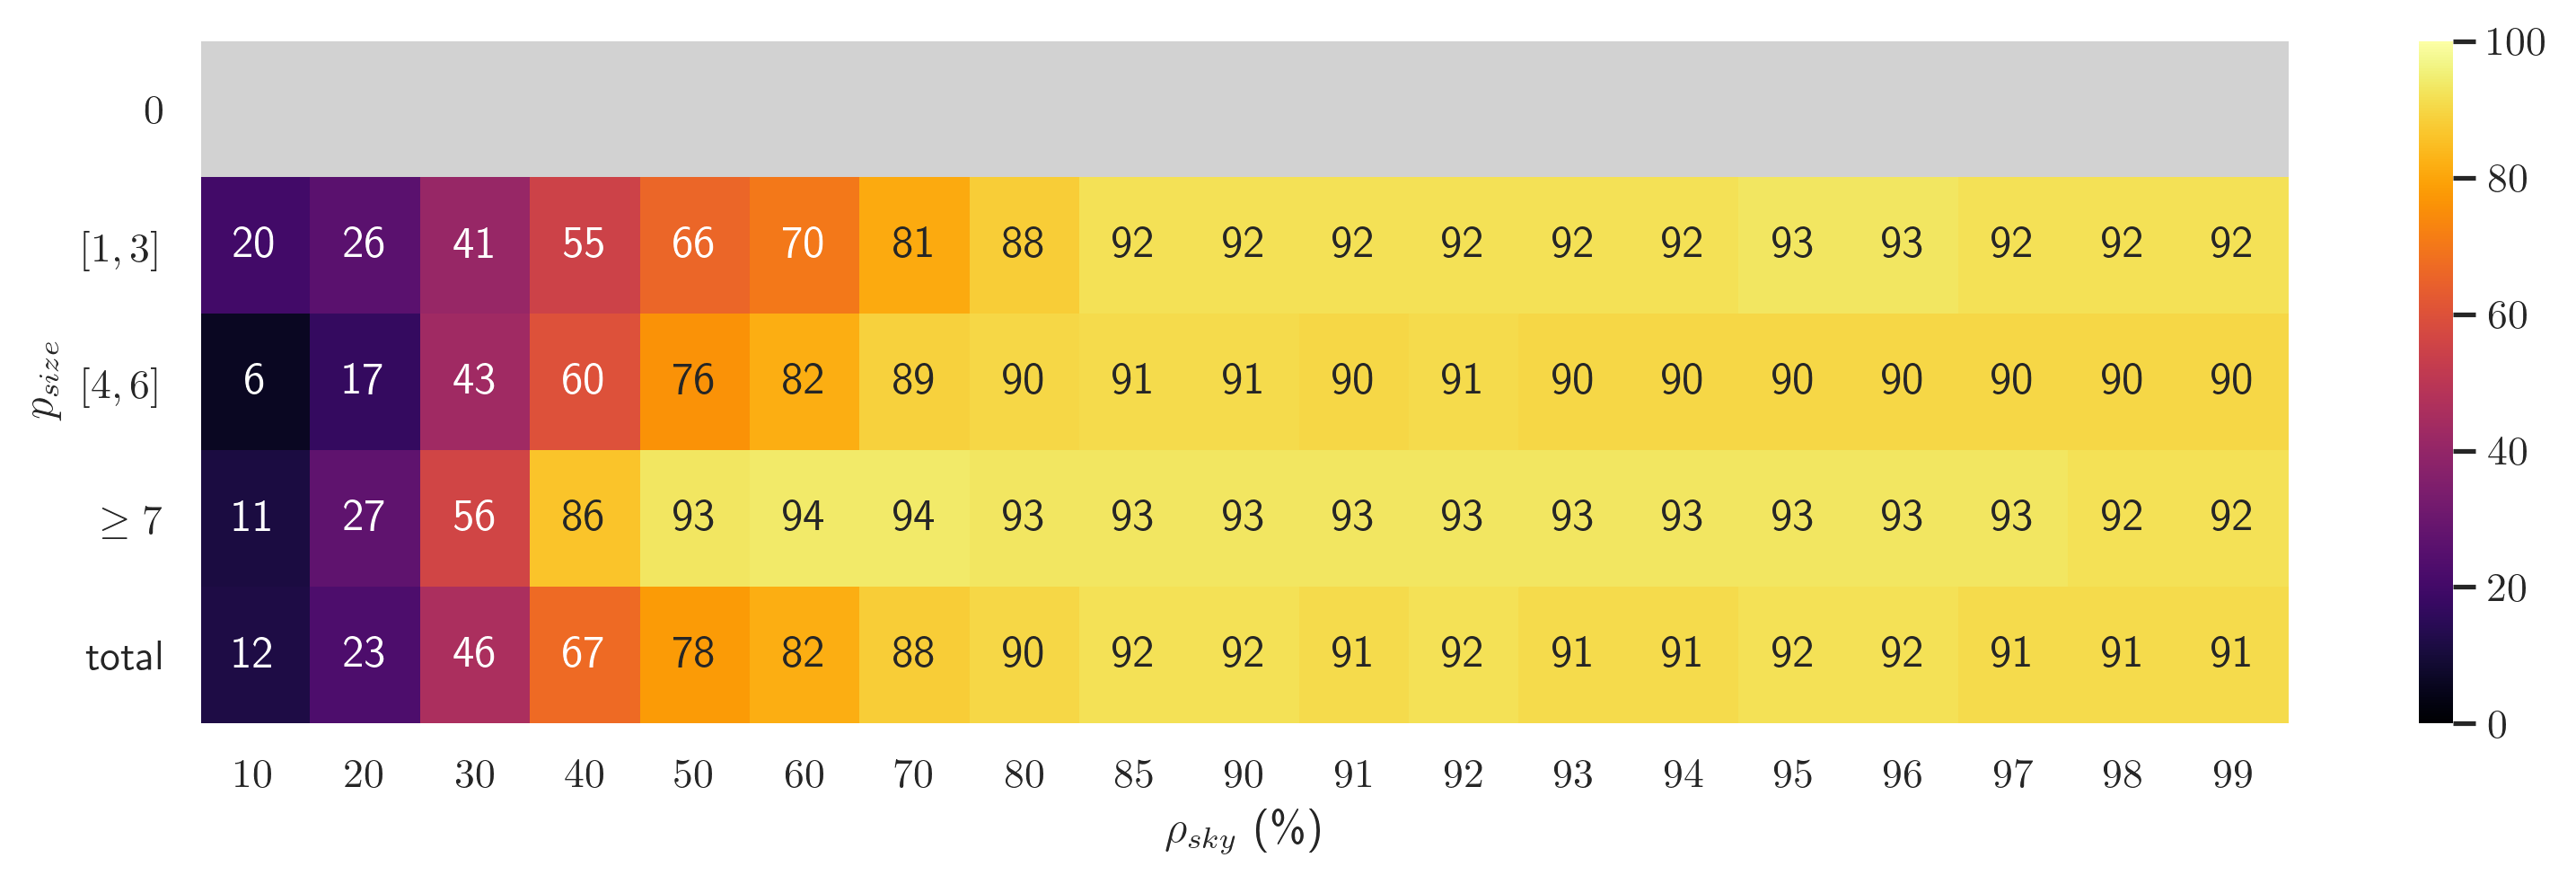 100
0
[1, 3] 20 26 41 55 66 70 81 88 92 92 92 92 92 92 93 93 92 92 92
80
[4, 6] 6 17 43 60 76 82 89 90 91 91 90 91 90 90 90 90 90 90 90
60
p_size
40
≥ 7 11 27 56 86 93 94 94 93 93 93 93 93 93 93 93 93 93 92 92
20
total 12 23 46 67 78 82 88 90 92 92 91 92 91 91 92 92 91 91 91
0
10 20 30 40 50 60 70 80 85 90 91 92 93 94 95 96 97 98 99
ρ_sky (%)